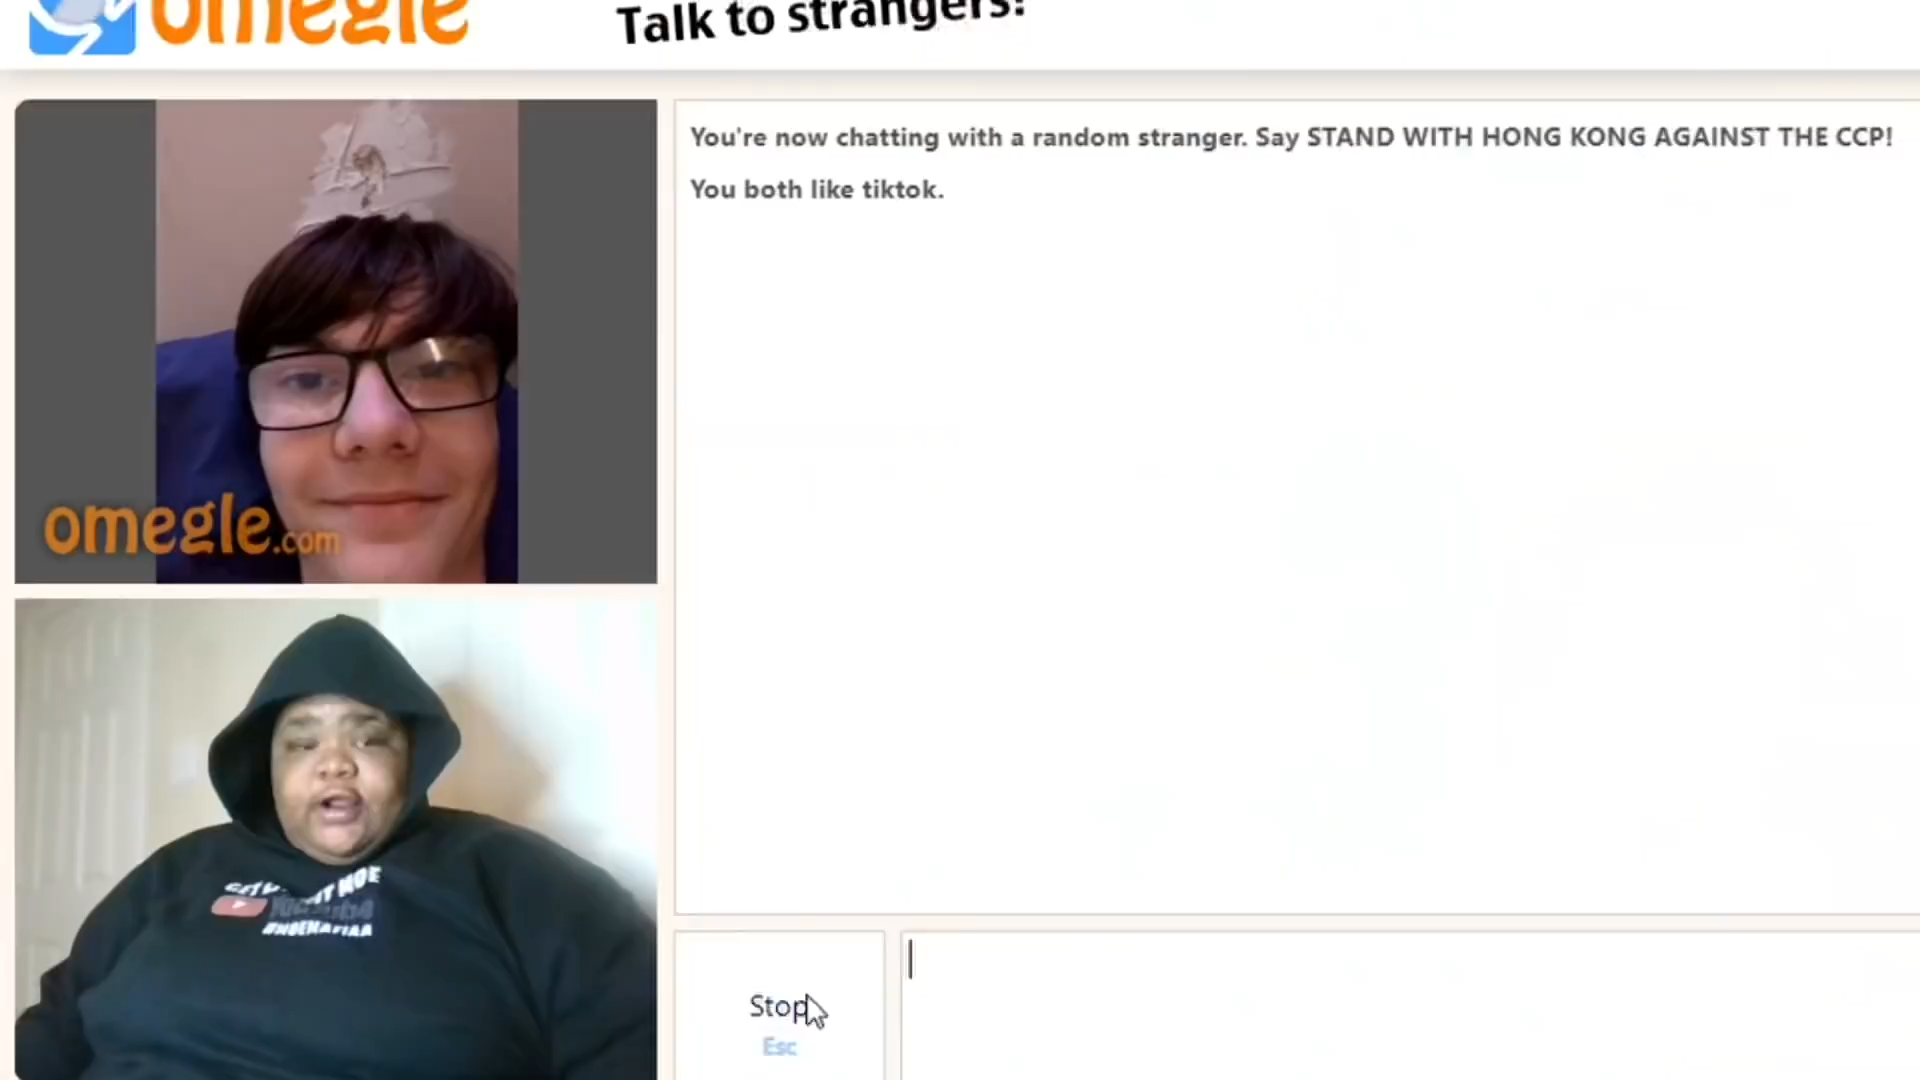 omegle
Talk to strangers!
You're now chatting with a random stranger. Say STAND WITH HONG KONG AGAINST THE CCP!
You both like tiktok.
omegle.com
Stop
Esc